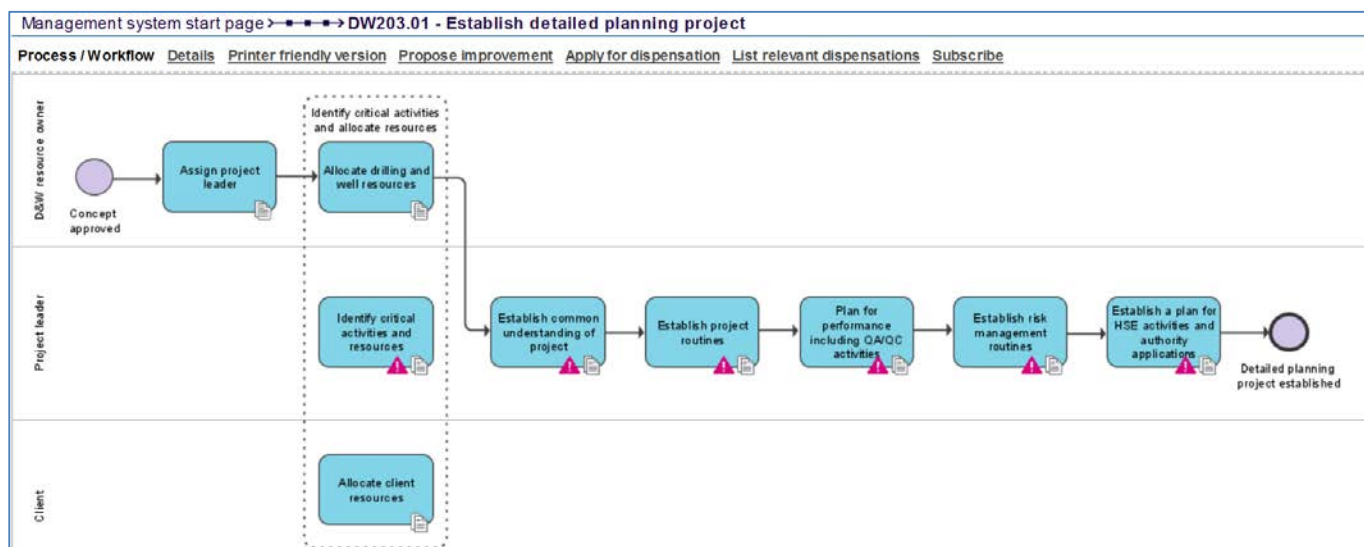 Management system start page DW203.01 - Establish detailed planning project
Process / Workflow Details Printer friendly version Propose improvement Apply for dispensation List relevant dispensations Subscribe
D&W resource owner
Concept
approved
Assign project
leader
Identify critical activities
and allocate resources
Allocate drilling and
well resources
Project leader
Identify critical
activities and
resources
Establish common
understanding of
project
Establish project
routines
Plan for
performance
including QA/QC
activities
Establish risk
management
routines
Establish a plan for
HSE activities and
authority
applications
Detailed planning
project established
Client
Allocate client
resources